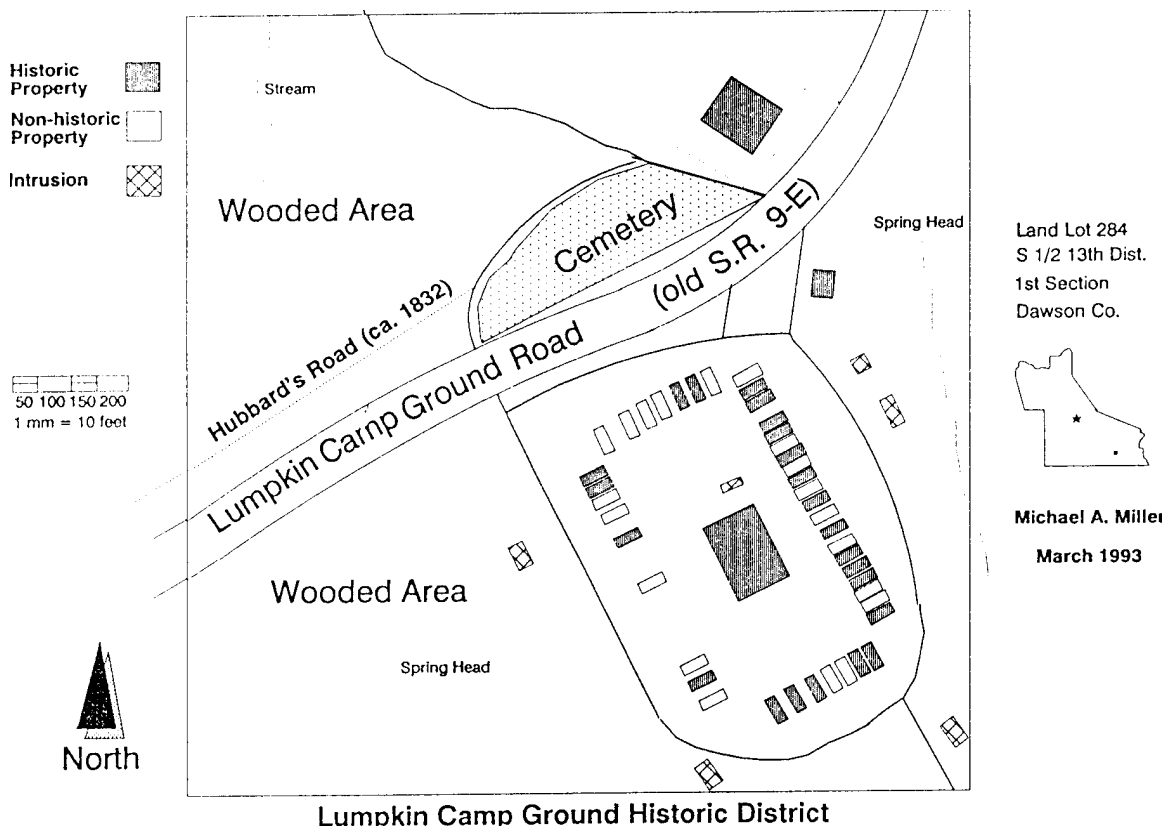 Historic
Property
Non-historic
Property
Intrusion
Stream
Wooded Area
Cemetery
Spring Head
Land Lot 284
S 1/2 13th Dist.
1st Section
Dawson Co.
Hubbard's Road (ca. 1832)
Lumpkin Camp Ground Road (old S.R. 9-E)
50 100 150 200
1 mm = 10 feet
Michael A. Miller
March 1993
Wooded Area
Spring Head
North
Lumpkin Camp Ground Historic District